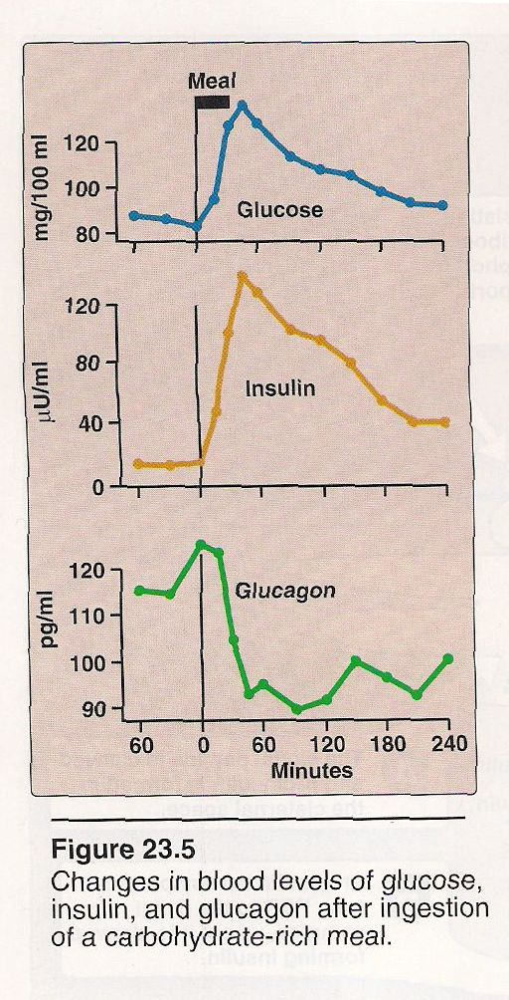 Meal
120
100
80
mg/100 ml
Glucose
120
80
40
0
µU/ml
Insulin
120
110
100
90
pg/ml
Glucagon
60 0 60 120 180 240
Minutes
Figure 23.5
Changes in blood levels of glucose,
insulin, and glucagon after ingestion
of a carbohydrate-rich meal.